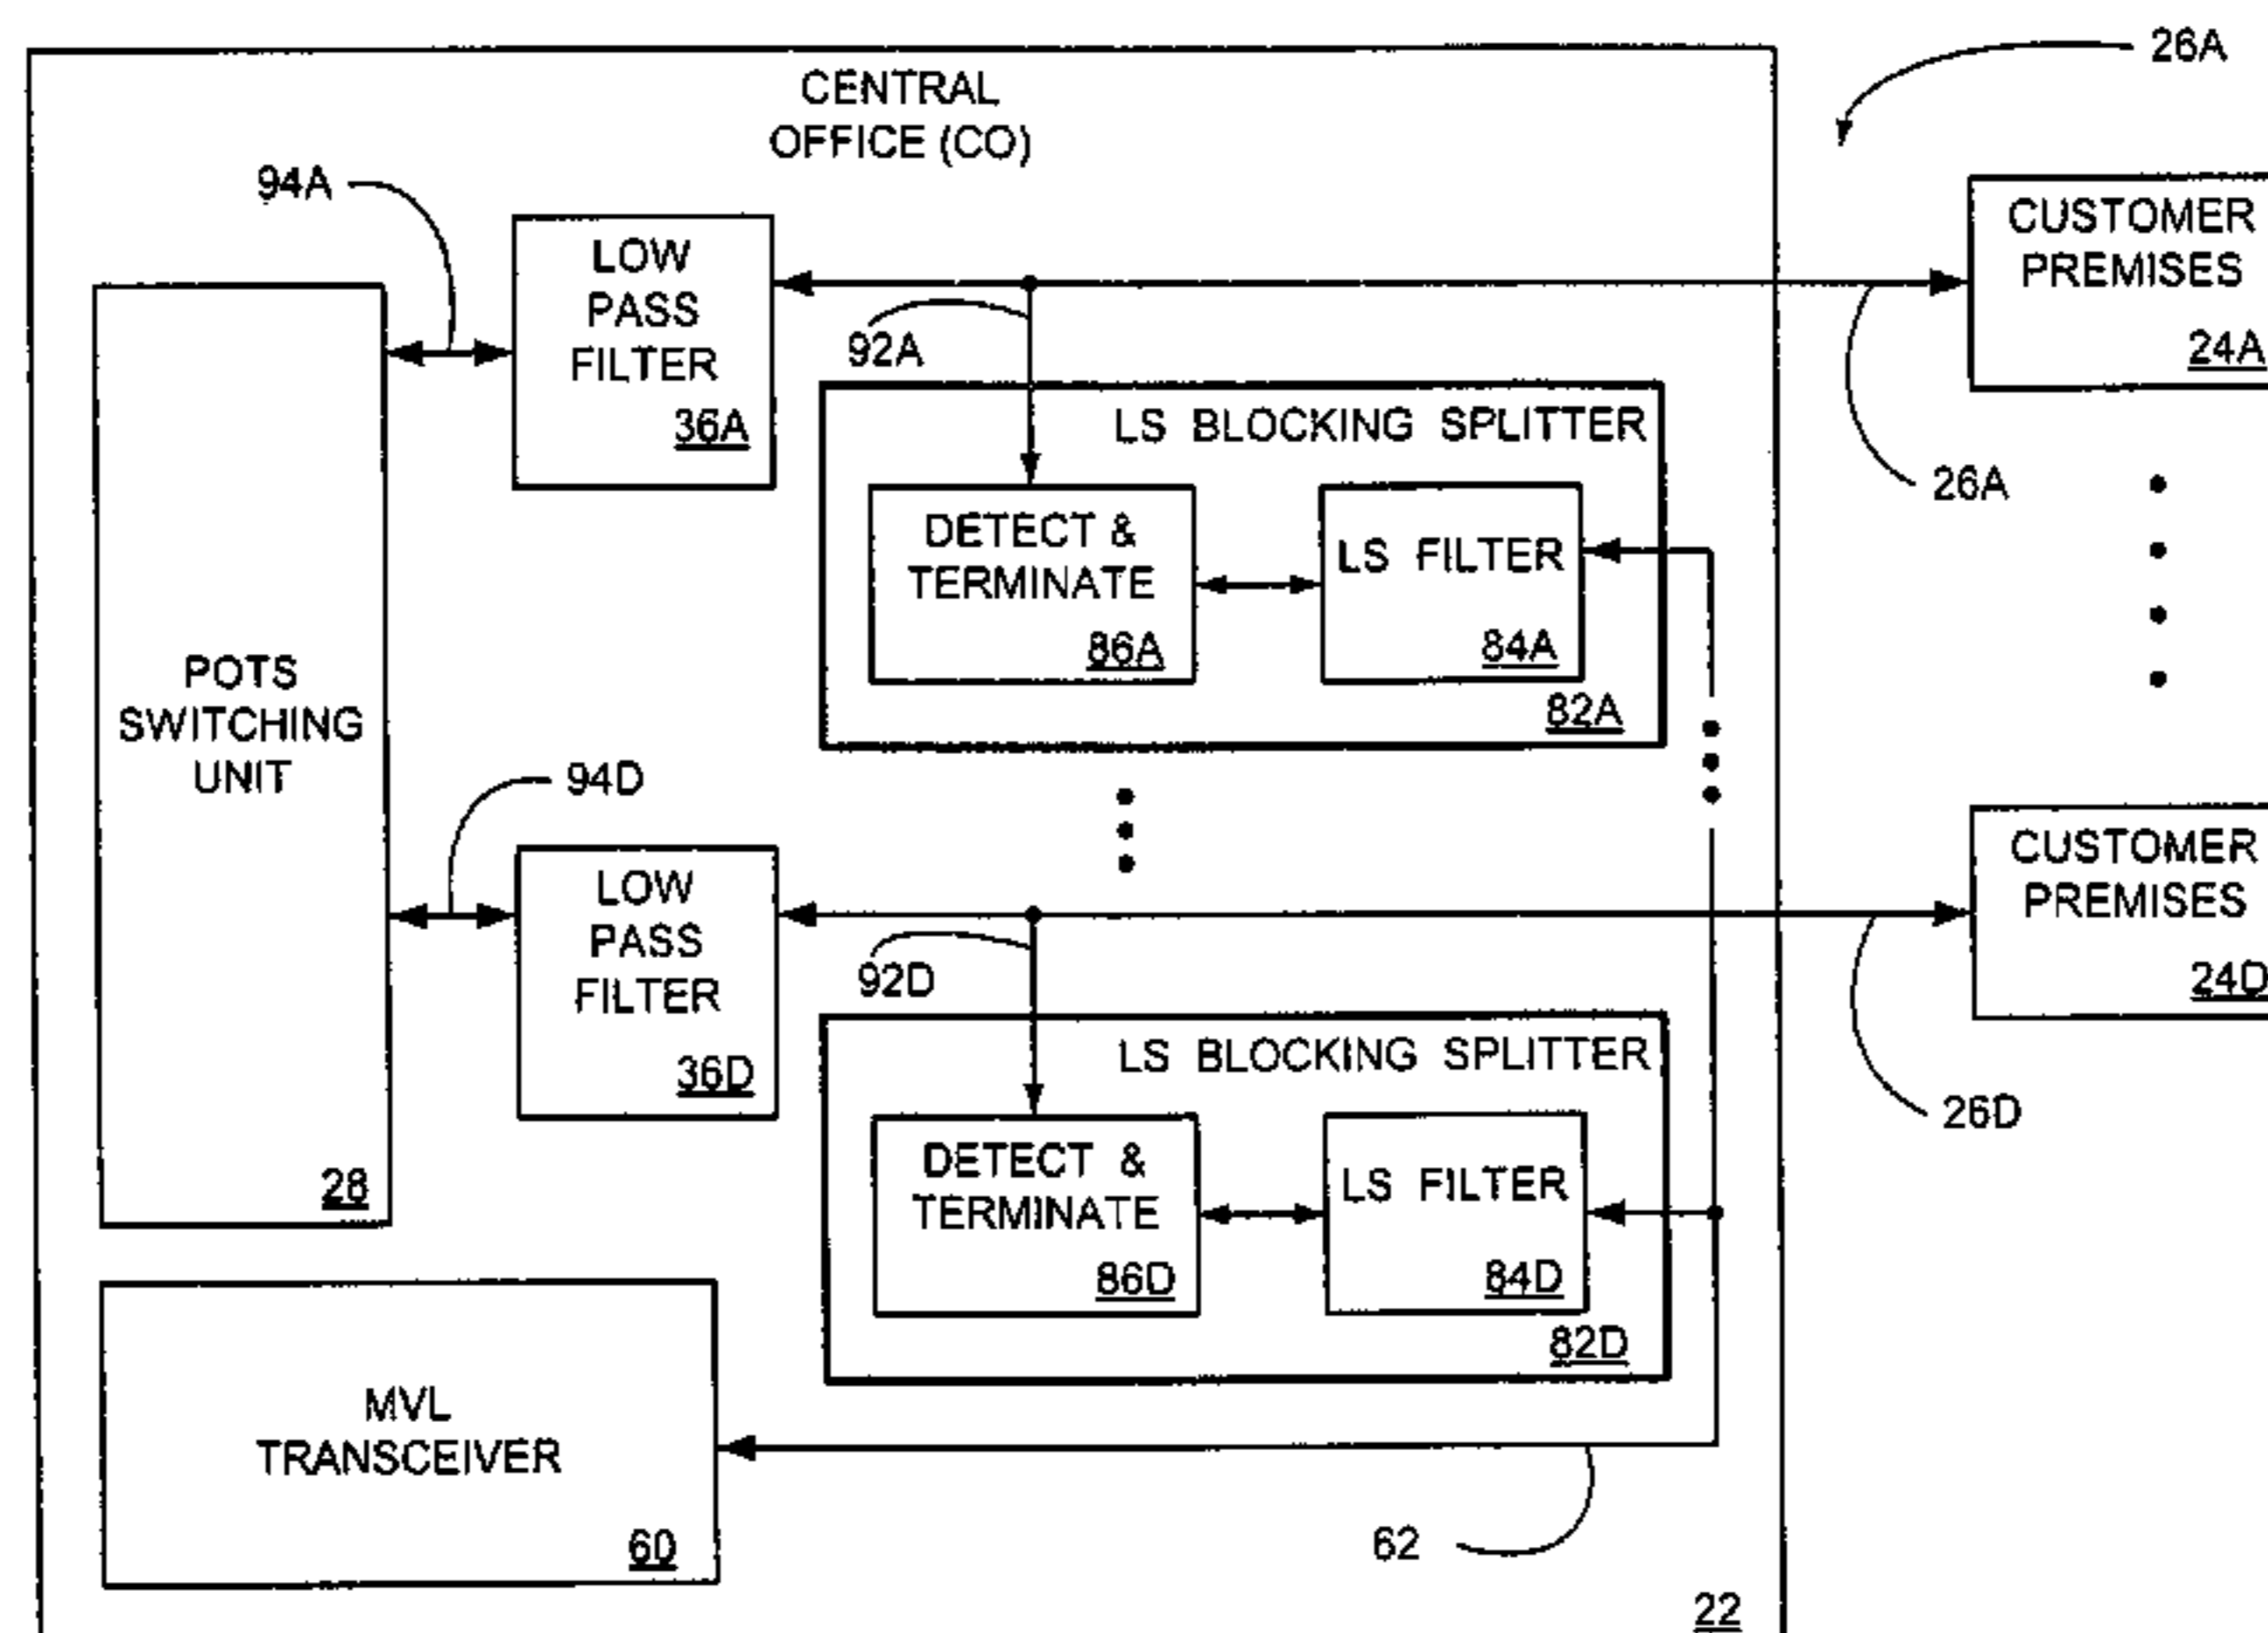 CENTRAL
OFFICE (CO)
26A
94A
LOW
PASS
FILTER
36A
92A
CUSTOMER
PREMISES
24A
26A
LS BLOCKING SPLITTER
DETECT &
TERMINATE
86A
LS FILTER
84A
82A
POTS
SWITCHING
UNIT
28
94D
LOW
PASS
FILTER
36D
92D
CUSTOMER
PREMISES
24D
26D
LS BLOCKING SPLITTER
DETECT &
TERMINATE
86D
LS FILTER
84D
82D
MVL
TRANSCEIVER
60
62
22